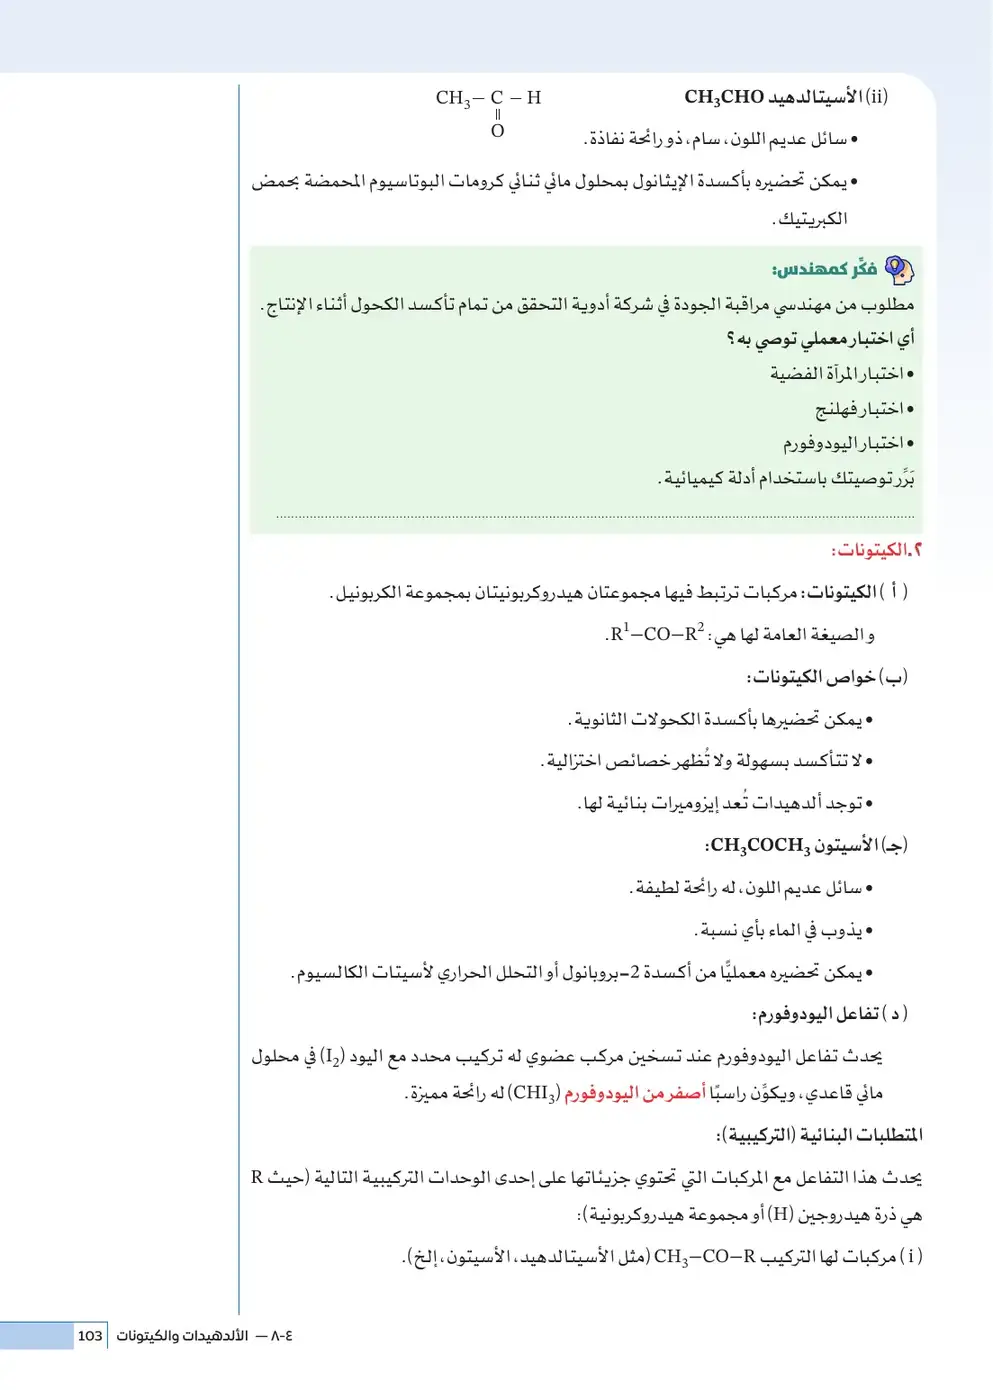 (ii) الأسيتالدهيد CH₃CHO
CH₃ – C – H
||
O
• سائل عديم اللون، سام، ذو رائحة نفاذة.
• يمكن تحضيره بأكسدة الإيثانول بمحلول مائي ثنائي كرومات البوتاسيوم المحمضة بحمض
الكبريتيك.
فكِّر كمهندس:
مطلوب من مهندسي مراقبة الجودة في شركة أدوية التحقق من تمام تأكسد الكحول أثناء الإنتاج.
أي اختبار معملي توصي به؟
• اختبار المرآة الفضية
• اختبار فهلنج
• اختبار اليودوفورم
بَرِّر توصيتك باستخدام أدلة كيميائية.
٢. الكيتونات:
( أ ) الكيتونات: مركبات ترتبط فيها مجموعتان هيدروكربونيتان بمجموعة الكربونيل.
والصيغة العامة لها هي: R¹–CO–R².
(ب) خواص الكيتونات:
• يمكن تحضيرها بأكسدة الكحولات الثانوية.
• لا تتأكسد بسهولة ولا تُظهر خصائص اختزالية.
• توجد ألدهيدات تُعد إيزوميرات بنائية لها.
(جـ) الأسيتون CH₃COCH₃:
• سائل عديم اللون، له رائحة لطيفة.
• يذوب في الماء بأي نسبة.
• يمكن تحضيره معمليًّا من أكسدة 2-بروبانول أو التحلل الحراري لأسيتات الكالسيوم.
( د ) تفاعل اليودوفورم:
يحدث تفاعل اليودوفورم عند تسخين مركب عضوي له تركيب محدد مع اليود (I₂) في محلول
مائي قاعدي، ويكوِّن راسبًا أصفر من اليودوفورم (CHI₃) له رائحة مميزة.
المتطلبات البنائية (التركيبية):
يحدث هذا التفاعل مع المركبات التي تحتوي جزيئاتها على إحدى الوحدات التركيبية التالية (حيث R
هي ذرة هيدروجين (H) أو مجموعة هيدروكربونية):
( i ) مركبات لها التركيب CH₃–CO–R (مثل الأسيتالدهيد، الأسيتون، إلخ).
٤-٨ — الألدهيدات والكيتونات 103